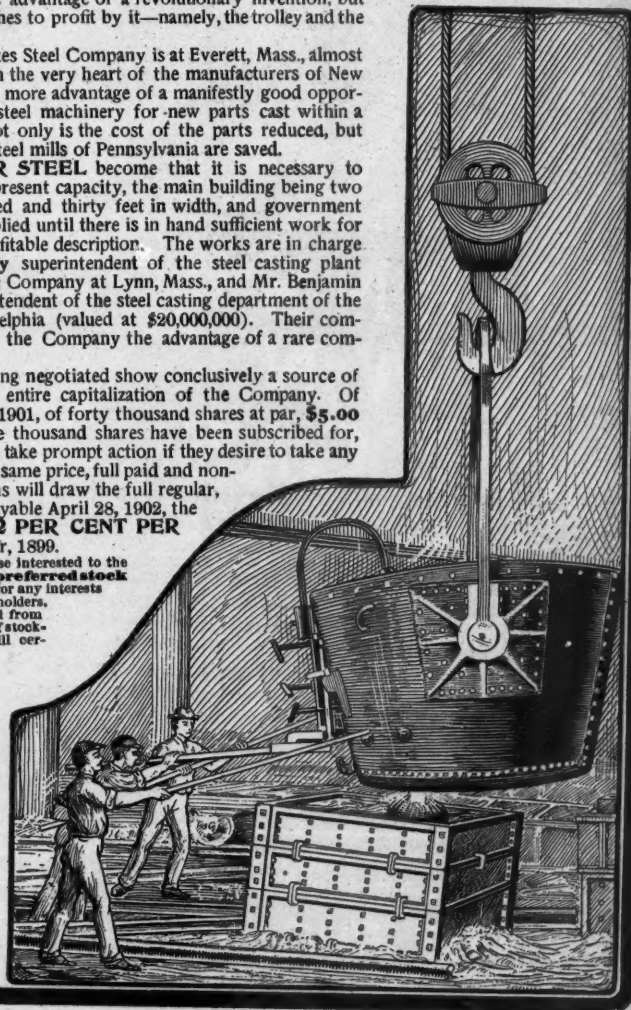 advantage of a revolutionary invention, but
nes to profit by it—namely, the trolley and the
tes Steel Company is at Everett, Mass., almost
n the very heart of the manufacturers of New
more advantage of a manifestly good oppor-
steel machinery for new parts cast within a
ot only is the cost of the parts reduced, but
teel mills of Pennsylvania are saved.
R STEEL become that it is necessary to
present capacity, the main building being two
ed and thirty feet in width, and government
plied until there is in hand sufficient work for
fitable description. The works are in charge
y superintendent of the steel casting plant
Company at Lynn, Mass., and Mr. Benjamin
tendent of the steel casting department of the
elphia (valued at $20,000,000). Their com-
the Company the advantage of a rare com-
ng negotiated show conclusively a source of
entire capitalization of the Company. Of
1901, of forty thousand shares at par, $5.00
e thousand shares have been subscribed for,
take prompt action if they desire to take any
same price, full paid and non-
ns will draw the full regular,
yable April 28, 1902, the
2 PER CENT PER
r, 1899.
be interested to the
preferred stock
or any interests
holders.
d from
stock-
ill cer-